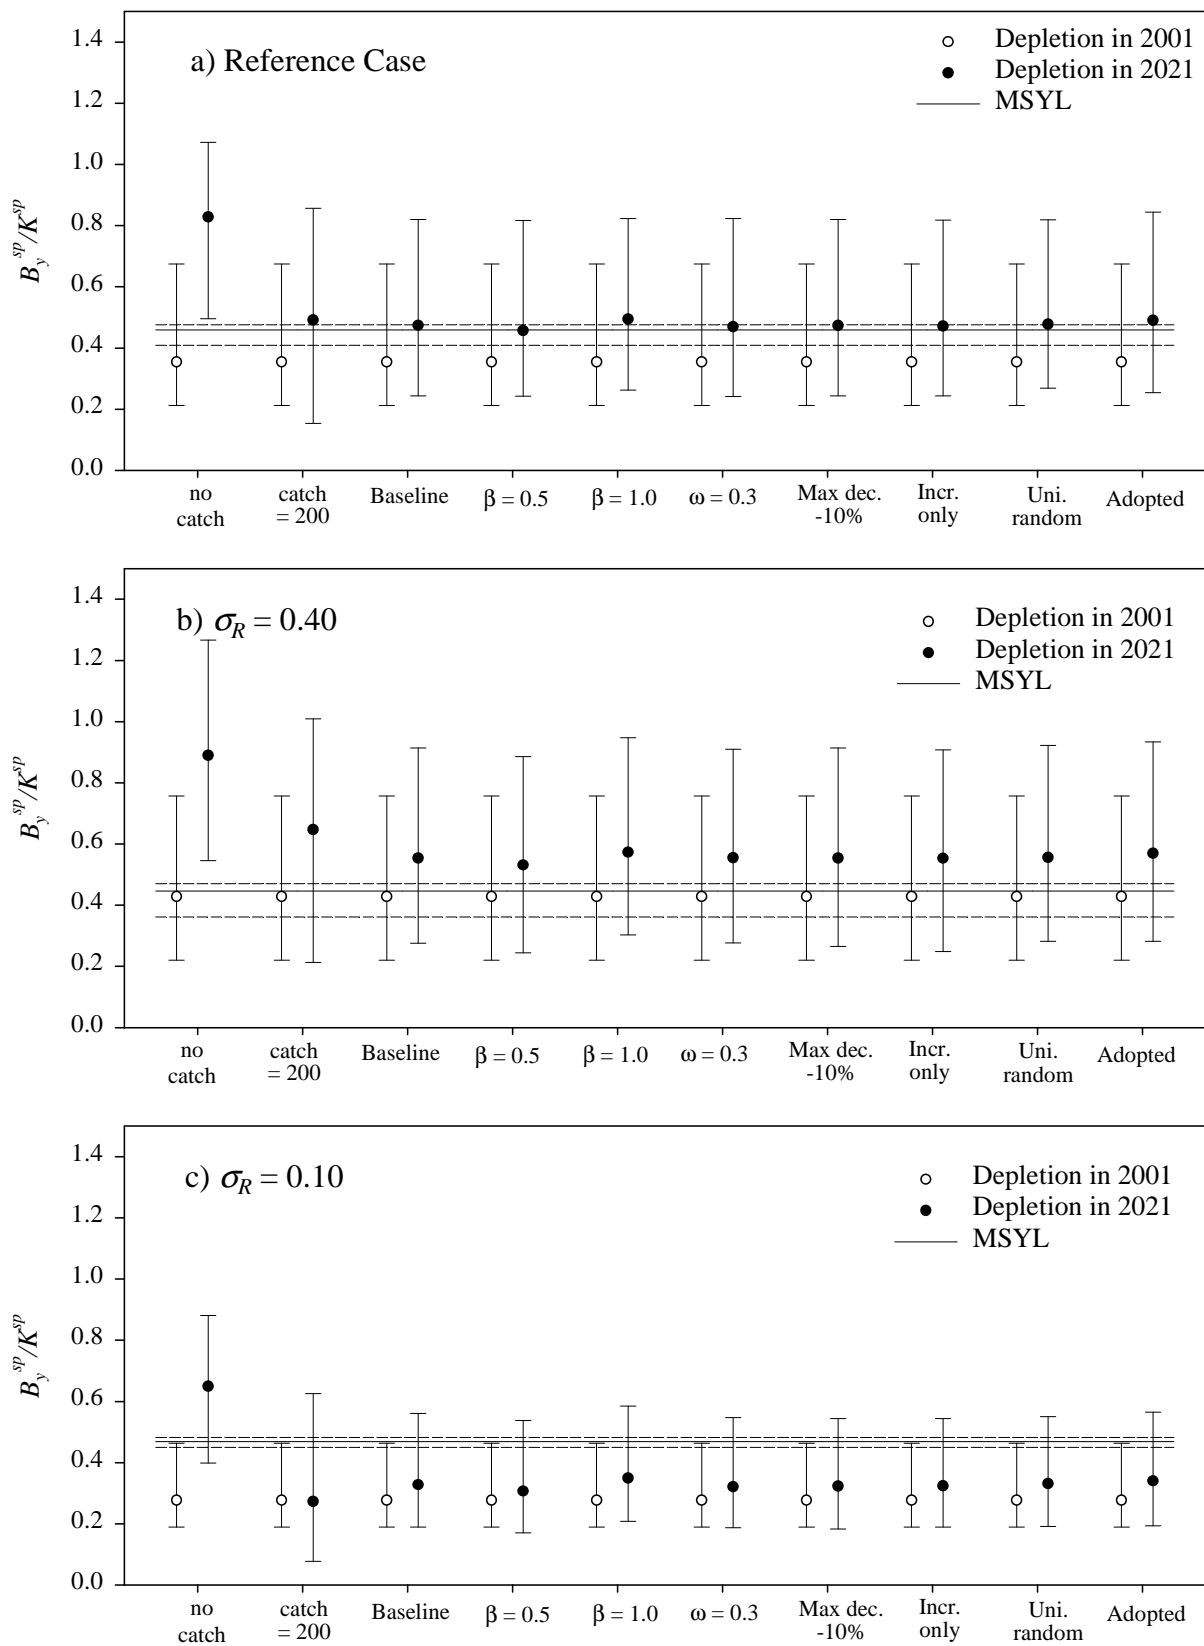 a) Reference Case
Depletion in 2001
Depletion in 2021
MSYL
1.4
1.2
1.0
0.8
0.6
0.4
0.2
0.0
B_y^sp/K^sp
no catch
catch = 200
Baseline
β = 0.5
β = 1.0
ω = 0.3
Max dec. -10%
Incr. only
Uni. random
Adopted
b) σ_R = 0.40
Depletion in 2001
Depletion in 2021
MSYL
1.4
1.2
1.0
0.8
0.6
0.4
0.2
0.0
B_y^sp/K^sp
no catch
catch = 200
Baseline
β = 0.5
β = 1.0
ω = 0.3
Max dec. -10%
Incr. only
Uni. random
Adopted
c) σ_R = 0.10
Depletion in 2001
Depletion in 2021
MSYL
1.4
1.2
1.0
0.8
0.6
0.4
0.2
0.0
B_y^sp/K^sp
no catch
catch = 200
Baseline
β = 0.5
β = 1.0
ω = 0.3
Max dec. -10%
Incr. only
Uni. random
Adopted